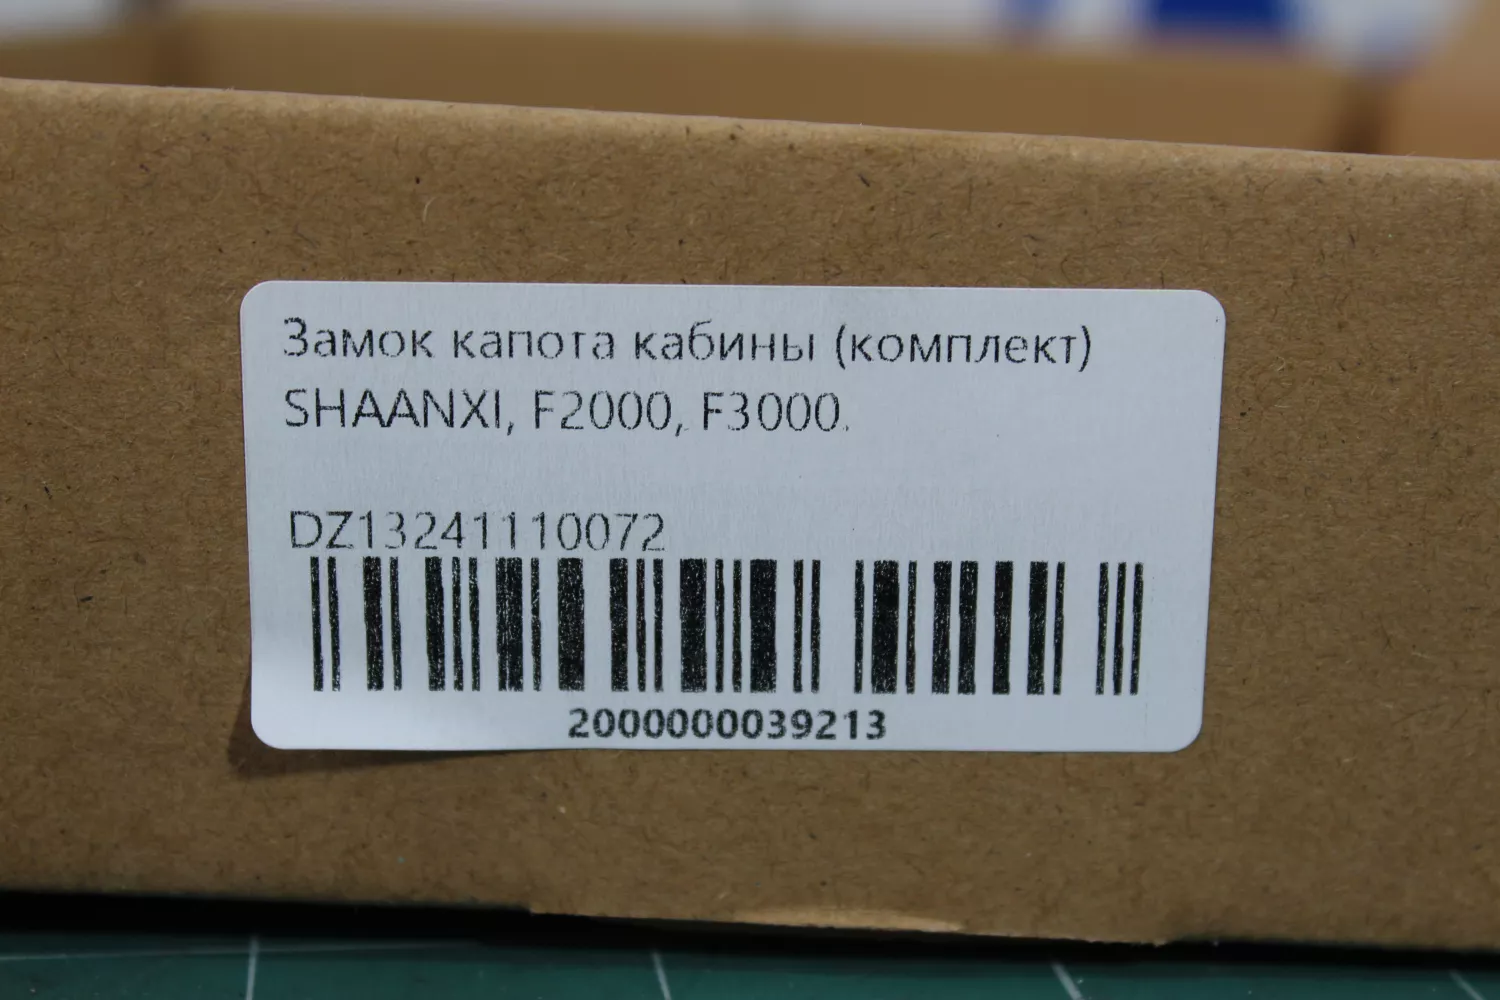 Замок капота кабины (комплект)
SHAANXI, F2000, F3000.
DZ13241110072
2000000039213